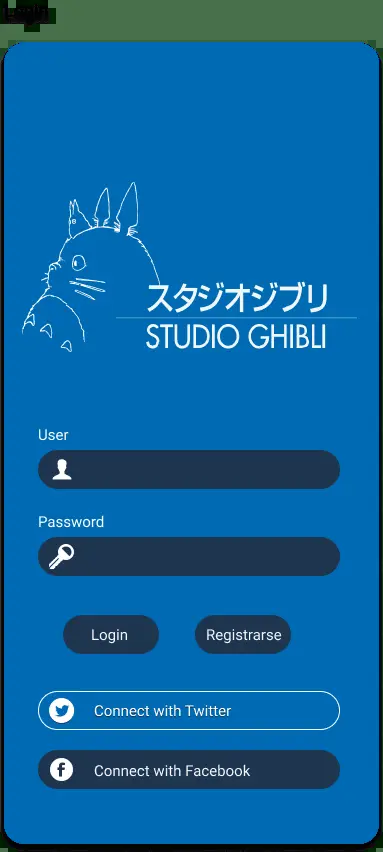 Login
スタジオジブリ
STUDIO GHIBLI
User
Password
Login
Registrarse
Connect with Twitter
Connect with Facebook